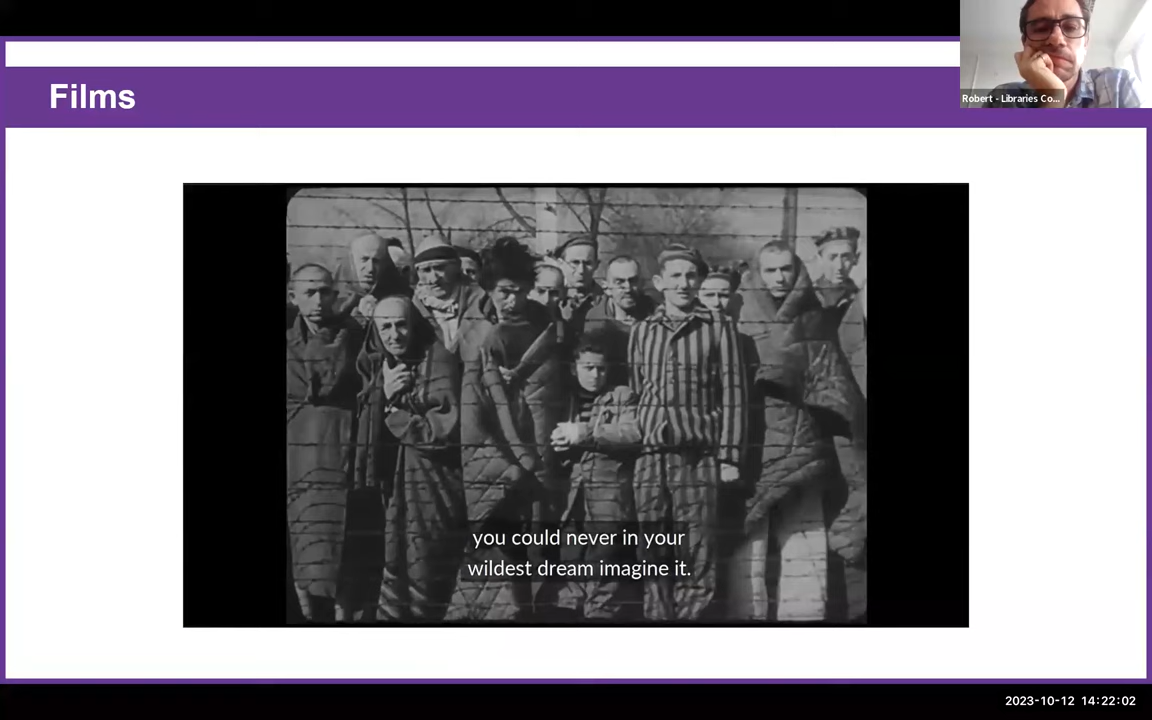 Films
Robert - Libraries Co...
you could never in your
wildest dream imagine it.
2023-10-12 14:22:02